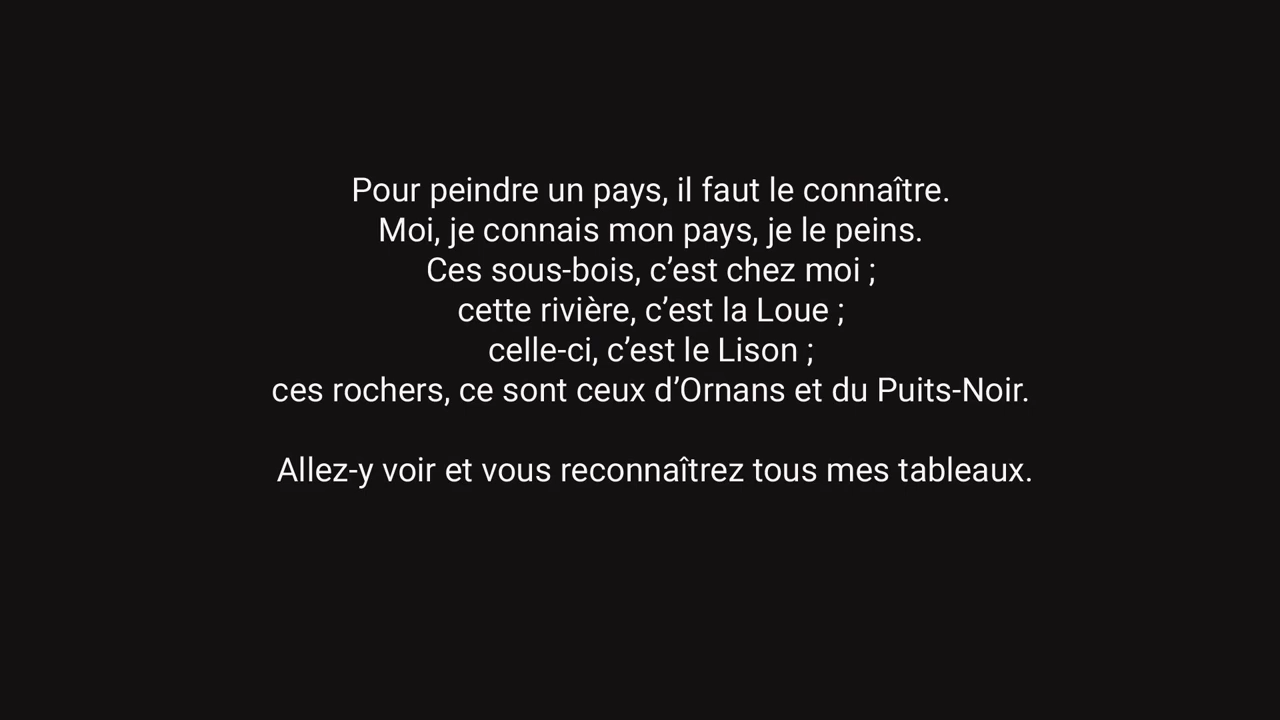 Pour peindre un pays, il faut le connaître.
Moi, je connais mon pays, je le peins.
Ces sous-bois, c’est chez moi ;
cette rivière, c’est la Loue ;
celle-ci, c’est le Lison ;
ces rochers, ce sont ceux d’Ornans et du Puits-Noir.
Allez-y voir et vous reconnaîtrez tous mes tableaux.